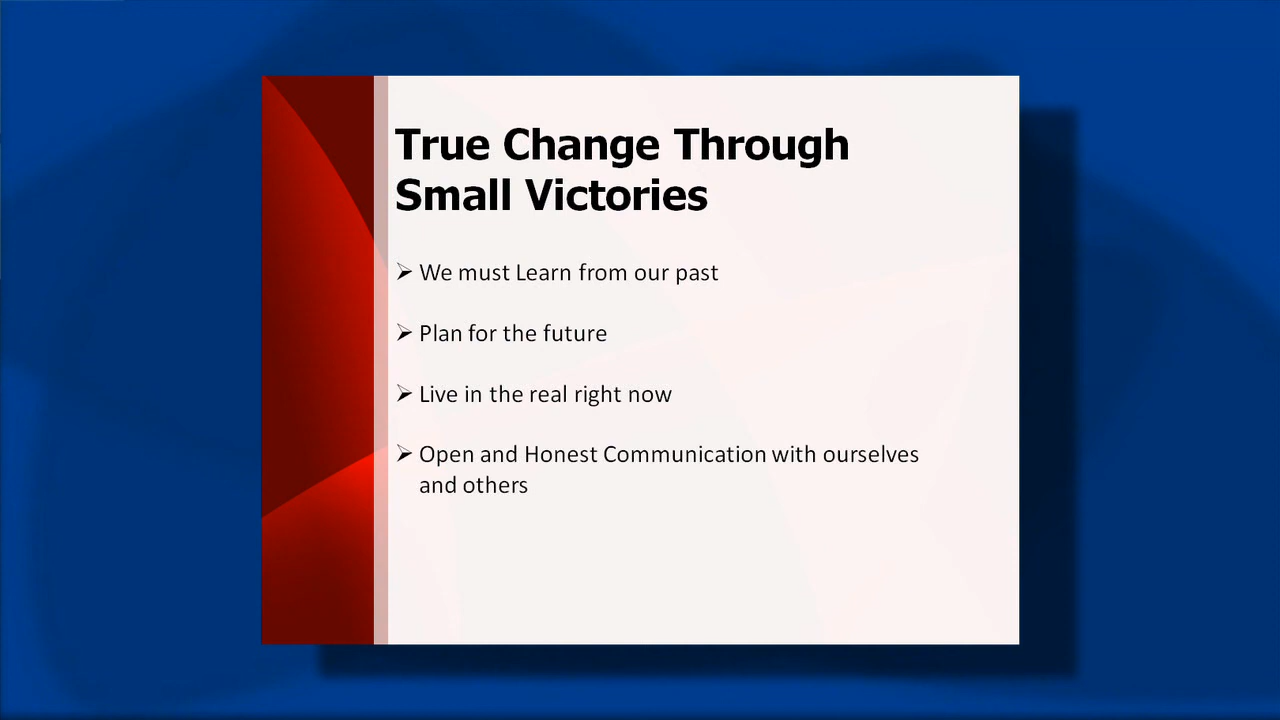 True Change Through
Small Victories
➢ We must Learn from our past
➢ Plan for the future
➢ Live in the real right now
➢ Open and Honest Communication with ourselves
and others